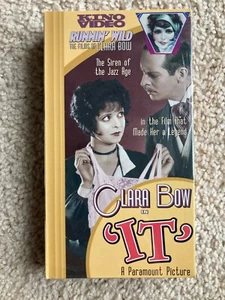 KINO
VIDEO
RUNNIN' WILD
THE FILMS OF CLARA BOW
The Siren of
the Jazz Age
in the Film that
Made Her a Legend
CLARA BOW
IN
'IT'
A Paramount Picture